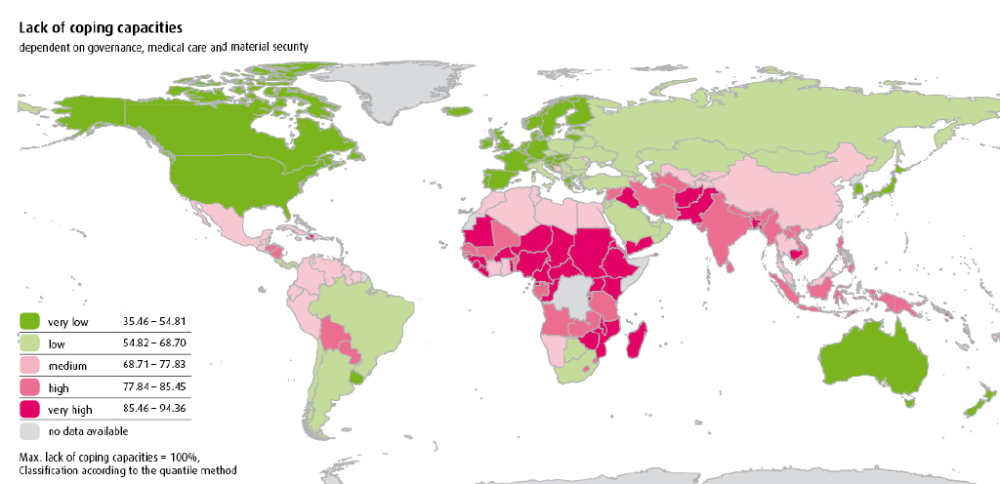 Lack of coping capacities
dependent on governance, medical care and material security
very low 35.46 – 54.81
low 54.82 – 68.70
medium 68.71 – 77.83
high 77.84 – 85.45
very high 85.46 – 94.36
no data available
Max. lack of coping capacities = 100%,
Classification according to the quantile method